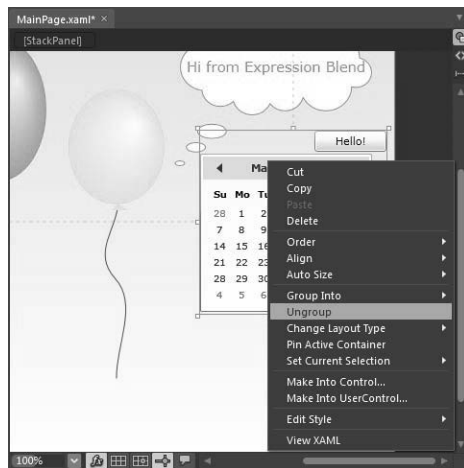 MainPage.xaml* ×
[StackPanel]
Hi from Expression Blend
Hello!
Ma
Su Mo Tu
28 1 2
7 8 9
14 15 16
21 22 23
28 29 30
4 5 6
Cut
Copy
Paste
Delete
Order
Align
Auto Size
Group Into
Ungroup
Change Layout Type
Pin Active Container
Set Current Selection
Make Into Control...
Make Into UserControl...
Edit Style
View XAML
100%
fx